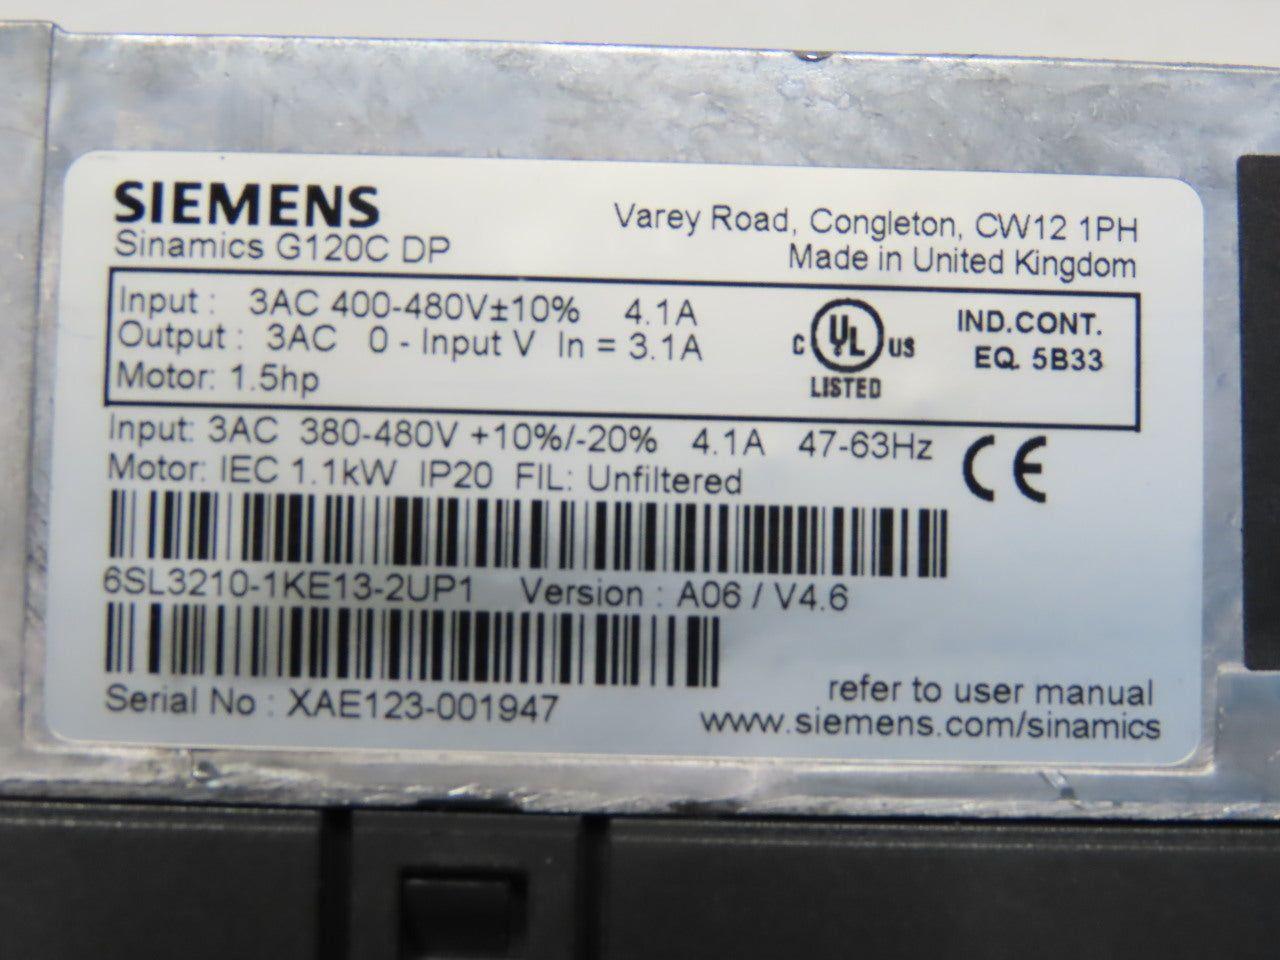 SIEMENS
Sinamics G120C DP
Varey Road, Congleton, CW12 1PH
Made in United Kingdom
Input : 3AC 400-480V±10% 4.1A
Output : 3AC 0 - Input V In = 3.1A
Motor: 1.5hp
C UL US
LISTED
IND.CONT.
EQ. 5B33
Input: 3AC 380-480V +10%/-20% 4.1A 47-63Hz
Motor: IEC 1.1kW IP20 FIL: Unfiltered
CE
6SL3210-1KE13-2UP1 Version : A06 / V4.6
Serial No : XAE123-001947
refer to user manual
www.siemens.com/sinamics